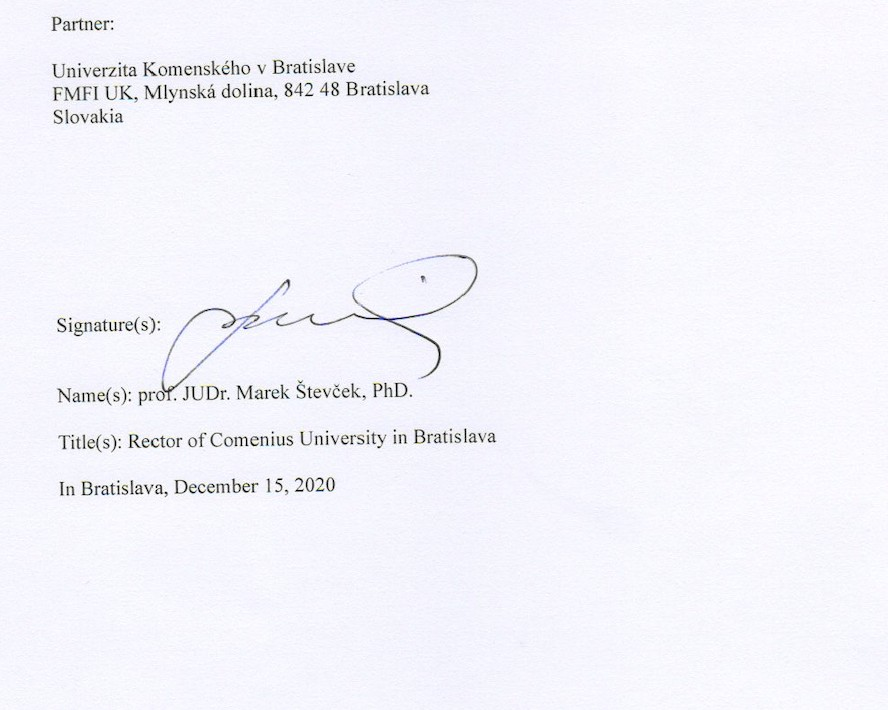 Partner:
Univerzita Komenského v Bratislave
FMFI UK, Mlynská dolina, 842 48 Bratislava
Slovakia
Signature(s):
Name(s): prof. JUDr. Marek Števček, PhD.
Title(s): Rector of Comenius University in Bratislava
In Bratislava, December 15, 2020